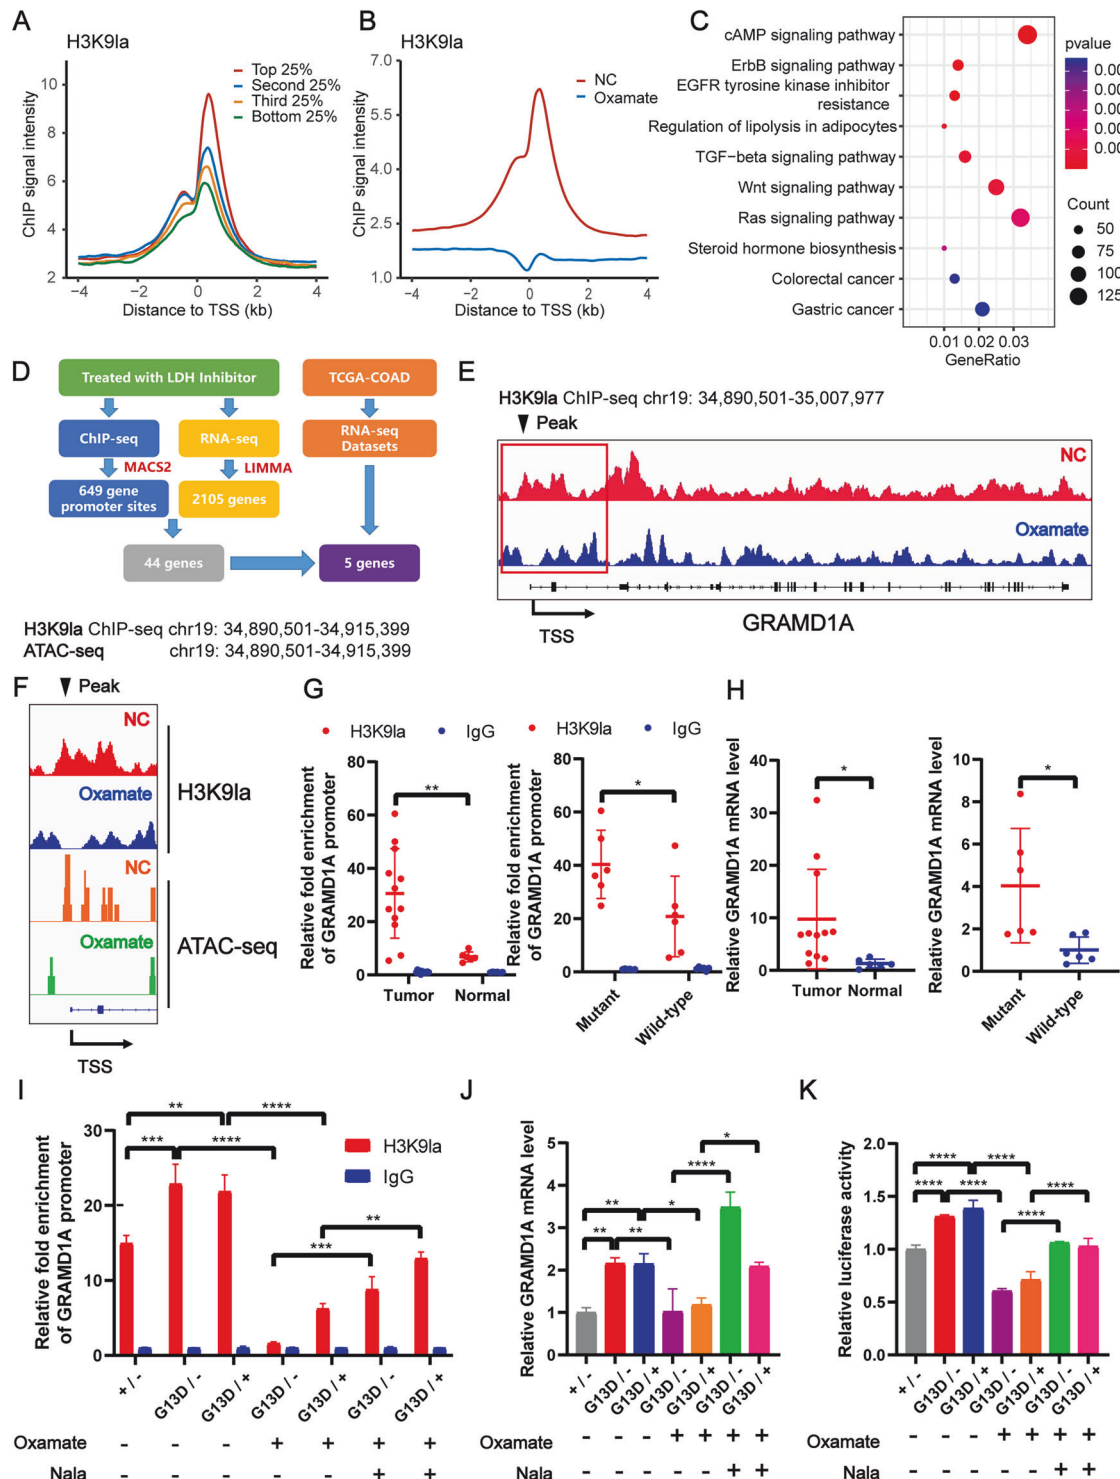 A
H3K9la
ChIP signal intensity
10
8
6
4
2
Top 25%
Second 25%
Third 25%
Bottom 25%
−4 −2 0 2 4
Distance to TSS (kb)
B
H3K9la
ChIP signal intensity
7.0
5.5
4.0
2.5
1.0
NC
Oxamate
−4 −2 0 2 4
Distance to TSS (kb)
C
cAMP signaling pathway
ErbB signaling pathway
EGFR tyrosine kinase inhibitor
resistance
Regulation of lipolysis in adipocytes
TGF−beta signaling pathway
Wnt signaling pathway
Ras signaling pathway
Steroid hormone biosynthesis
Colorectal cancer
Gastric cancer
0.01 0.02 0.03
GeneRatio
pvalue
0.00
0.00
0.00
0.00
Count
50
75
100
125
D
Treated with LDH Inhibitor
TCGA-COAD
ChIP-seq
RNA-seq
RNA-seq
Datasets
MACS2
LIMMA
649 gene
promoter sites
2105 genes
44 genes
5 genes
E
H3K9la ChIP-seq chr19: 34,890,501-35,007,977
Peak
NC
Oxamate
TSS
GRAMD1A
H3K9la ChIP-seq chr19: 34,890,501-34,915,399
ATAC-seq chr19: 34,890,501-34,915,399
F
Peak
NC
Oxamate
H3K9la
NC
Oxamate
ATAC-seq
TSS
G
H3K9la IgG H3K9la IgG
Relative fold enrichment
of GRAMD1A promoter
80
60
40
20
0
**
Tumor Normal
Relative fold enrichment
of GRAMD1A promoter
80
60
40
20
0
*
Mutant Wild-type
H
Relative GRAMD1A mRNA level
40
30
20
10
0
*
Tumor Normal
Relative GRAMD1A mRNA level
10
8
6
4
2
0
*
Mutant Wild-type
I
Relative fold enrichment
of GRAMD1A promoter
30
20
10
0
** ****
*** ****
**
***
H3K9la
IgG
+ / - G13D / - G13D / + G13D / - G13D / + G13D / - G13D / +
Oxamate - - - + + + +
Nala - - - - - + +
J
Relative GRAMD1A mRNA level
5
4
3
2
1
0
*
****
** *
** **
+ / - G13D / - G13D / + G13D / - G13D / + G13D / - G13D / +
Oxamate - - - + + + +
Nala - - - - - + +
K
Relative luciferase activity
2.0
1.5
1.0
0.5
0.0
**** ****
**** **** ****
****
+ / - G13D / - G13D / + G13D / - G13D / + G13D / - G13D / +
Oxamate - - - + + + +
Nala - - - - - + +